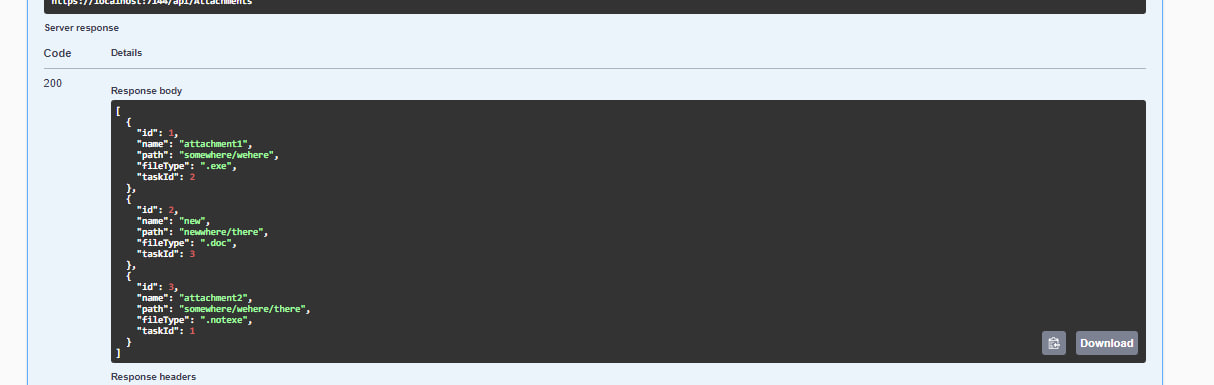 https://localhost:7144/api/Attachments
Server response
Code Details
200
Response body
[
  {
    "id": 1,
    "name": "attachment1",
    "path": "somewhere/wehere",
    "fileType": ".exe",
    "taskId": 2
  },
  {
    "id": 2,
    "name": "new",
    "path": "newwhere/there",
    "fileType": ".doc",
    "taskId": 3
  },
  {
    "id": 3,
    "name": "attachment2",
    "path": "somewhere/wehere/there",
    "fileType": ".notexe",
    "taskId": 1
  }
]
Download
Response headers